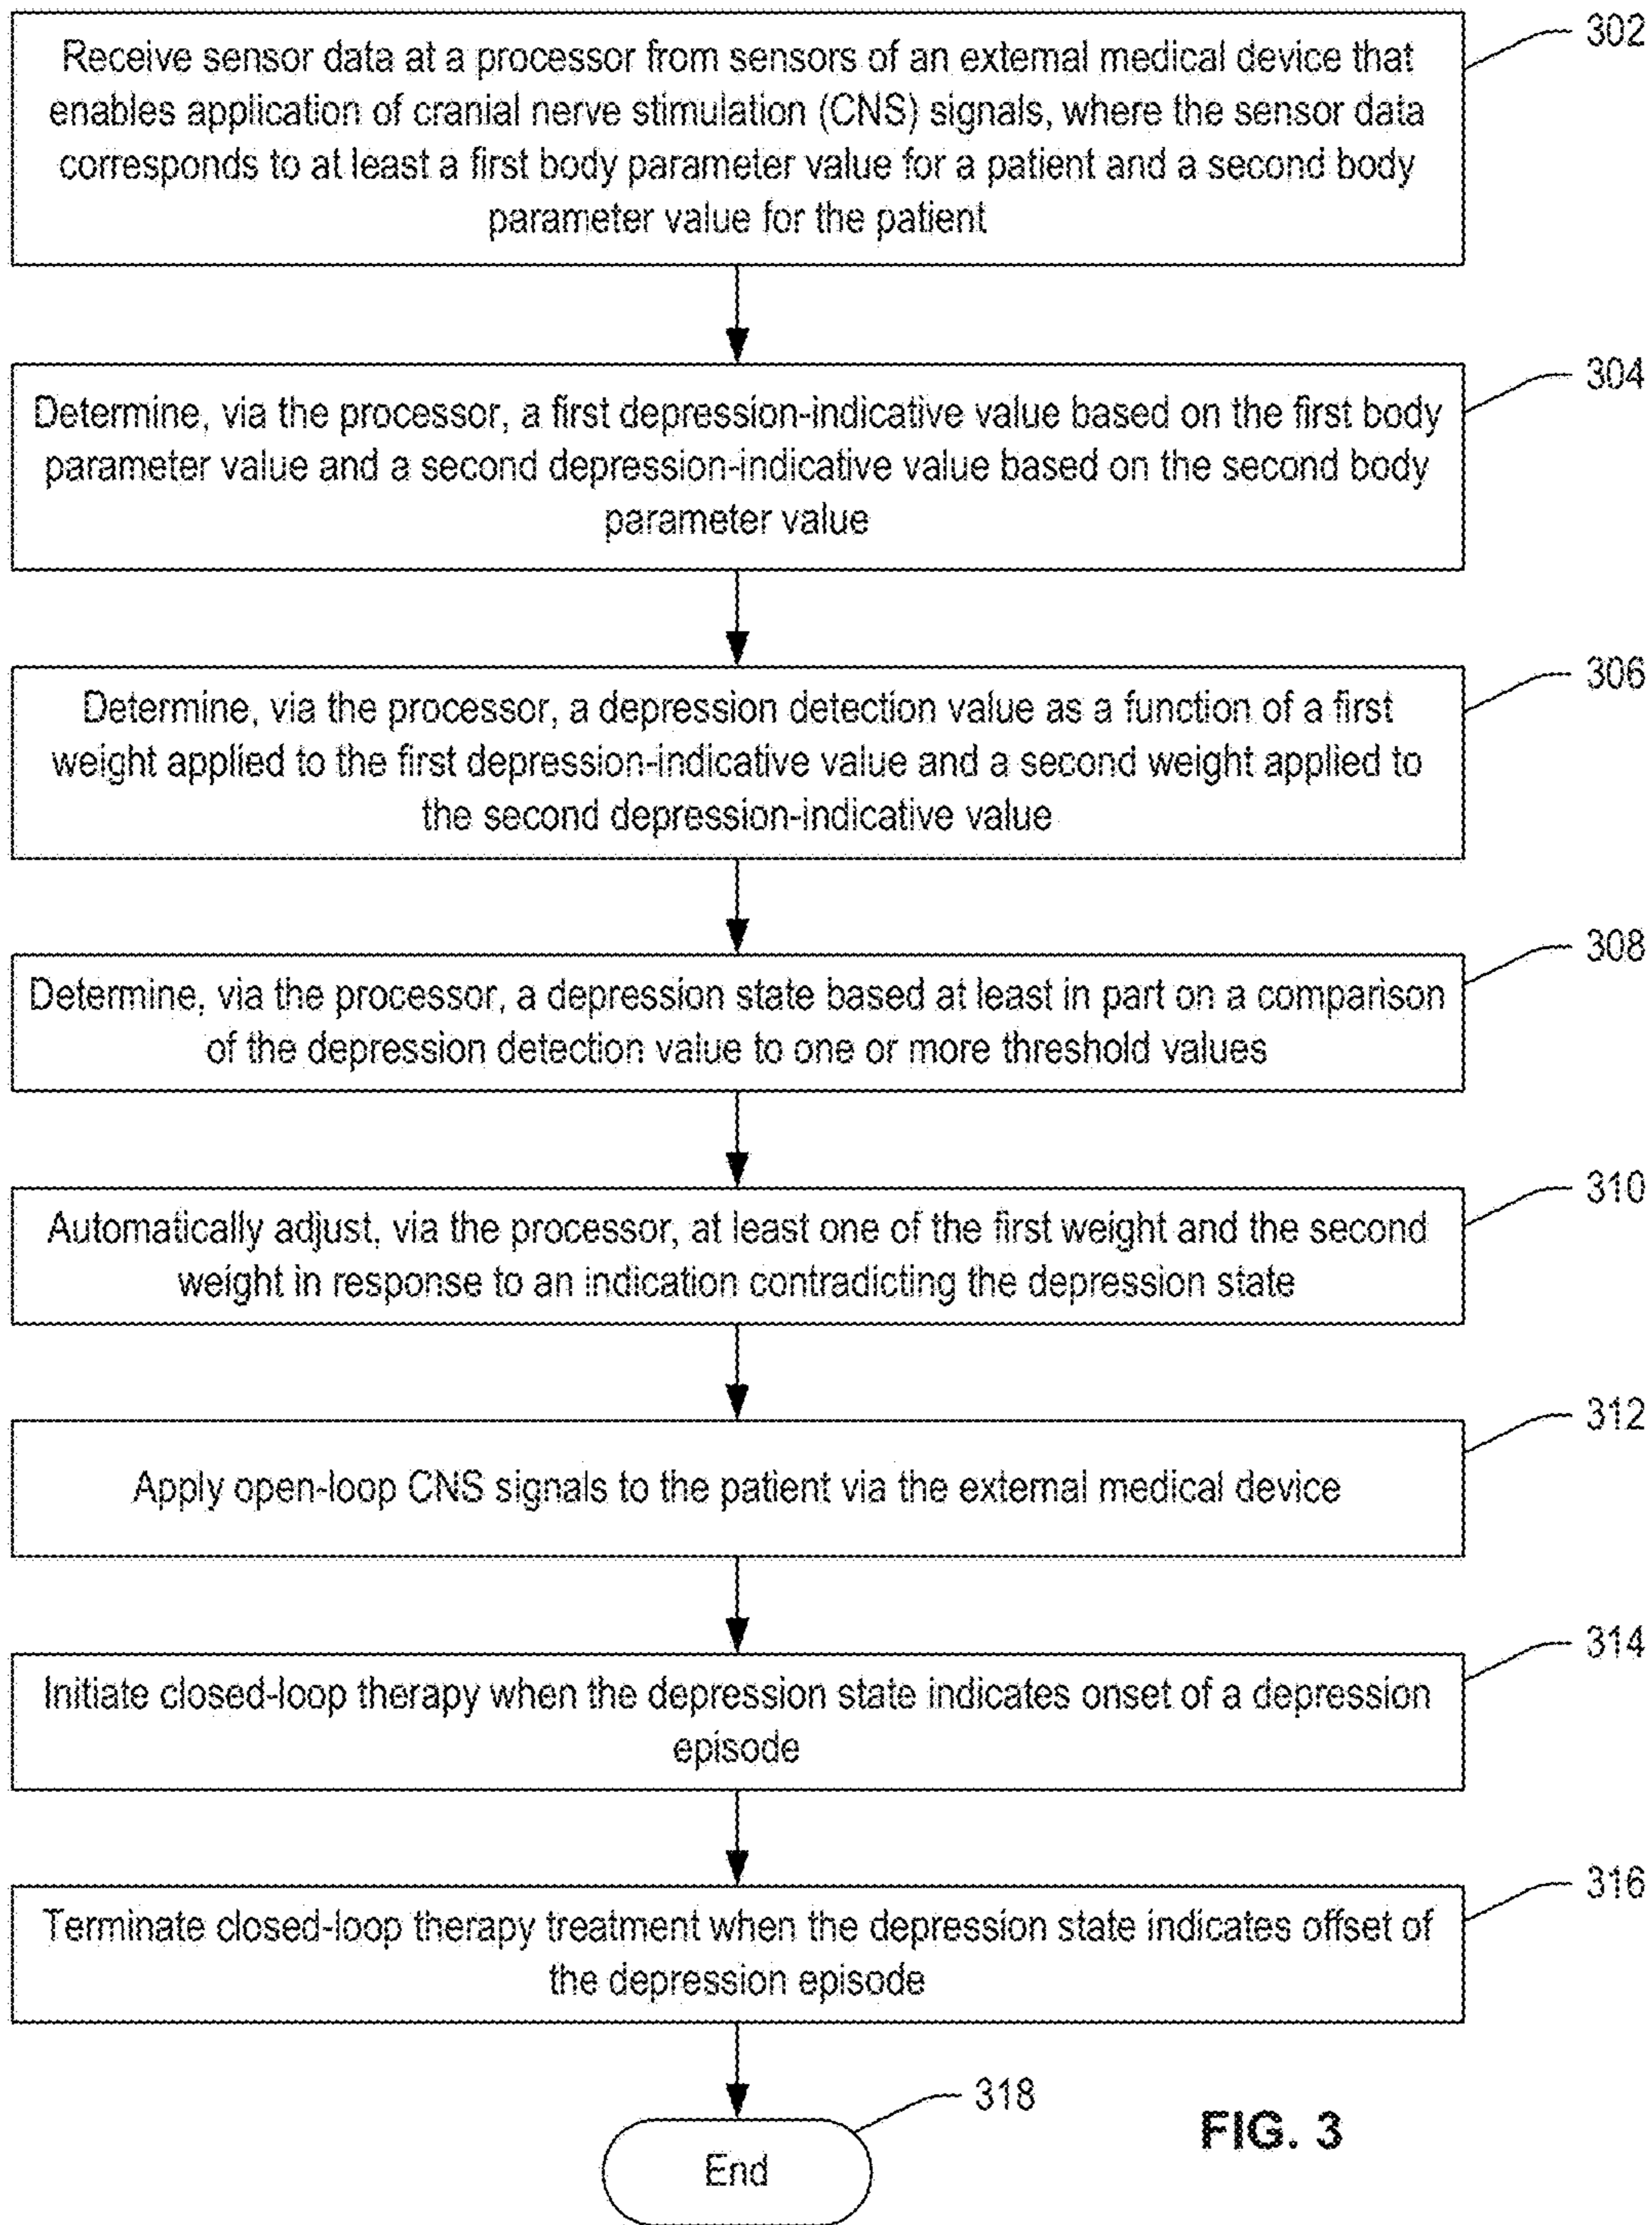 302
Receive sensor data at a processor from sensors of an external medical device that
enables application of cranial nerve stimulation (CNS) signals, where the sensor data
corresponds to at least a first body parameter value for a patient and a second body
parameter value for the patient
304
Determine, via the processor, a first depression-indicative value based on the first body
parameter value and a second depression-indicative value based on the second body
parameter value
306
Determine, via the processor, a depression detection value as a function of a first
weight applied to the first depression-indicative value and a second weight applied to
the second depression-indicative value
308
Determine, via the processor, a depression state based at least in part on a comparison
of the depression detection value to one or more threshold values
310
Automatically adjust, via the processor, at least one of the first weight and the second
weight in response to an indication contradicting the depression state
312
Apply open-loop CNS signals to the patient via the external medical device
314
Initiate closed-loop therapy when the depression state indicates onset of a depression
episode
316
Terminate closed-loop therapy treatment when the depression state indicates offset of
the depression episode
318
End
FIG. 3